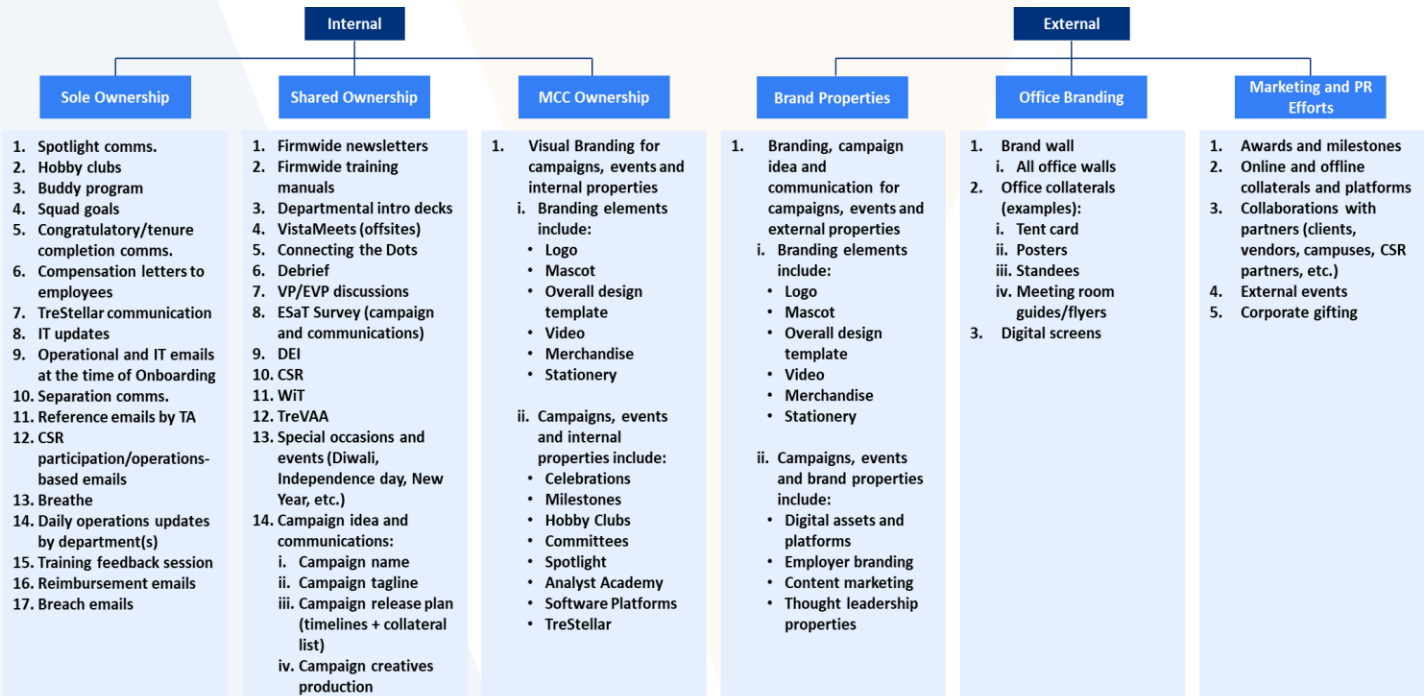 Internal
External
Sole Ownership
Shared Ownership
MCC Ownership
Brand Properties
Office Branding
Marketing and PR
Efforts
1. Spotlight comms.
2. Hobby clubs
3. Buddy program
4. Squad goals
5. Congratulatory/tenure
completion comms.
6. Compensation letters to
employees
7. TreStellar communication
8. IT updates
9. Operational and IT emails
at the time of Onboarding
10. Separation comms.
11. Reference emails by TA
12. CSR
participation/operations-
based emails
13. Breathe
14. Daily operations updates
by department(s)
15. Training feedback session
16. Reimbursement emails
17. Breach emails
1. Firmwide newsletters
2. Firmwide training
manuals
3. Departmental intro decks
4. VistaMeets (offsites)
5. Connecting the Dots
6. Debrief
7. VP/EVP discussions
8. ESaT Survey (campaign
and communications)
9. DEI
10. CSR
11. WiT
12. TreVAA
13. Special occasions and
events (Diwali,
Independence day, New
Year, etc.)
14. Campaign idea and
communications:
i. Campaign name
ii. Campaign tagline
iii. Campaign release plan
(timelines + collateral
list)
iv. Campaign creatives
production
1. Visual Branding for
campaigns, events and
internal properties
i. Branding elements
include:
• Logo
• Mascot
• Overall design
template
• Video
• Merchandise
• Stationery
ii. Campaigns, events
and internal
properties include:
• Celebrations
• Milestones
• Hobby Clubs
• Committees
• Spotlight
• Analyst Academy
• Software Platforms
• TreStellar
1. Branding, campaign
idea and
communication for
campaigns, events and
external properties
i. Branding elements
include:
• Logo
• Mascot
• Overall design
template
• Video
• Merchandise
• Stationery
ii. Campaigns, events
and brand properties
include:
• Digital assets and
platforms
• Employer branding
• Content marketing
• Thought leadership
properties
1. Brand wall
i. All office walls
2. Office collaterals
(examples):
i. Tent card
ii. Posters
iii. Standees
iv. Meeting room
guides/flyers
3. Digital screens
1. Awards and milestones
2. Online and offline
collaterals and platforms
3. Collaborations with
partners (clients,
vendors, campuses, CSR
partners, etc.)
4. External events
5. Corporate gifting